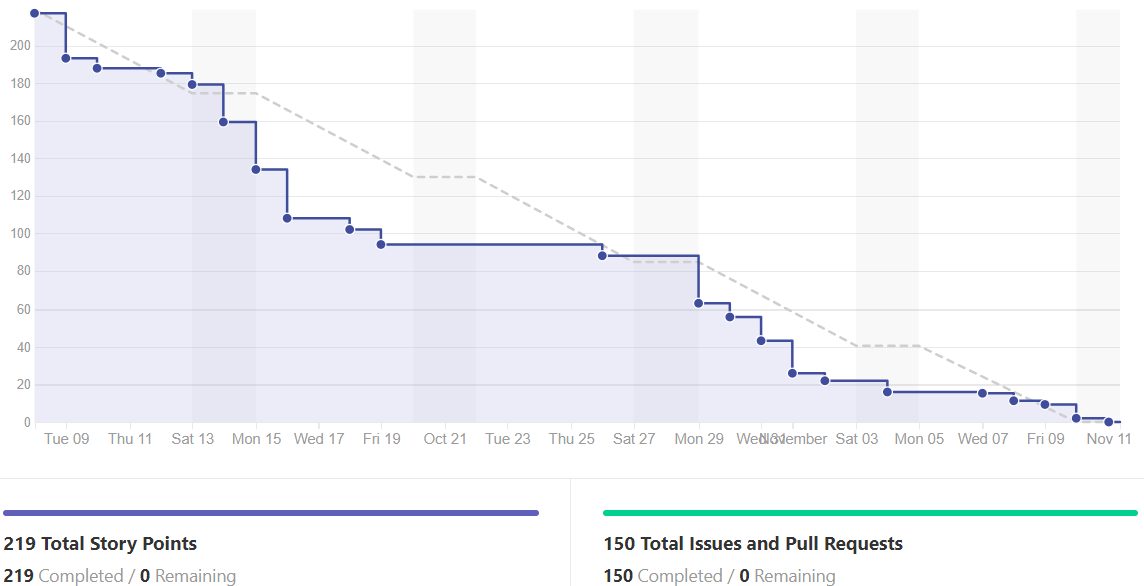 200
180
160
140
120
100
80
60
40
20
0
Tue 09 Thu 11 Sat 13 Mon 15 Wed 17 Fri 19 Oct 21 Tue 23 Thu 25 Sat 27 Mon 29 Wed 31 November Sat 03 Mon 05 Wed 07 Fri 09 Nov 11
219 Total Story Points
219 Completed / 0 Remaining
150 Total Issues and Pull Requests
150 Completed / 0 Remaining